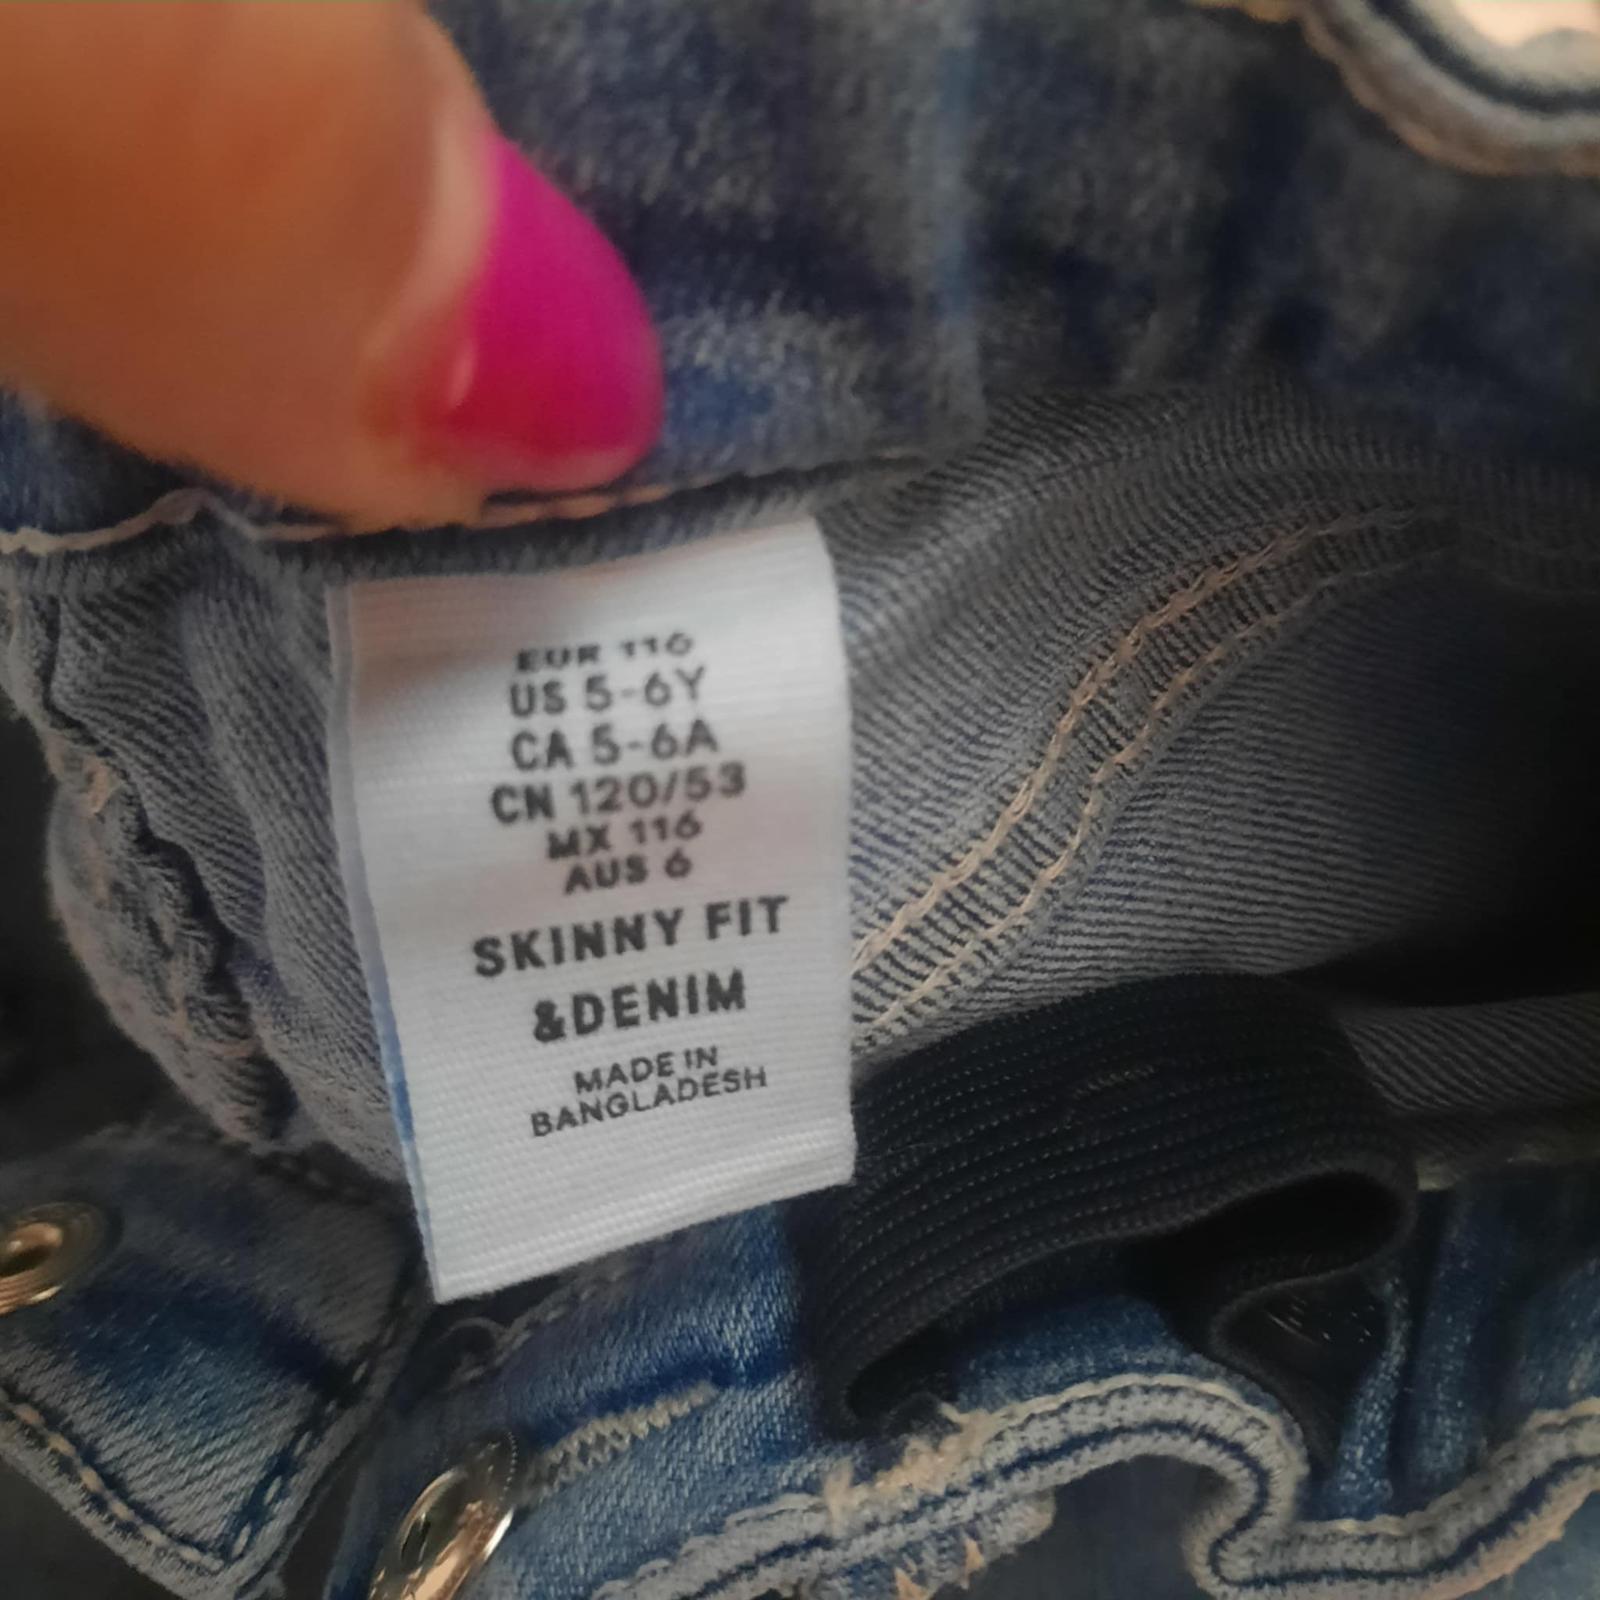 EUR 116
US 5-6Y
CA 5-6A
CN 120/53
MX 116
AUS 6
SKINNY FIT
&DENIM
MADE IN
BANGLADESH